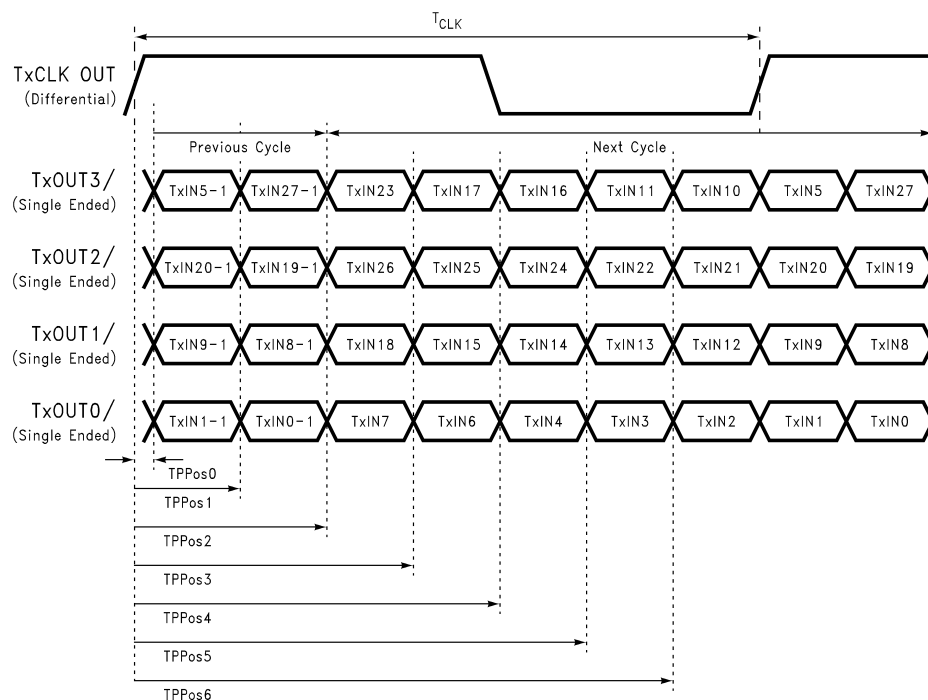 TCLK
TxCLK OUT
(Differential)
Previous Cycle
Next Cycle
TxOUT3/
(Single Ended)
TxIN5-1 TxIN27-1 TxIN23 TxIN17 TxIN16 TxIN11 TxIN10 TxIN5 TxIN27
TxOUT2/
(Single Ended)
TxIN20-1 TxIN19-1 TxIN26 TxIN25 TxIN24 TxIN22 TxIN21 TxIN20 TxIN19
TxOUT1/
(Single Ended)
TxIN9-1 TxIN8-1 TxIN18 TxIN15 TxIN14 TxIN13 TxIN12 TxIN9 TxIN8
TxOUT0/
(Single Ended)
TxIN1-1 TxIN0-1 TxIN7 TxIN6 TxIN4 TxIN3 TxIN2 TxIN1 TxIN0
TPPos0
TPPos1
TPPos2
TPPos3
TPPos4
TPPos5
TPPos6